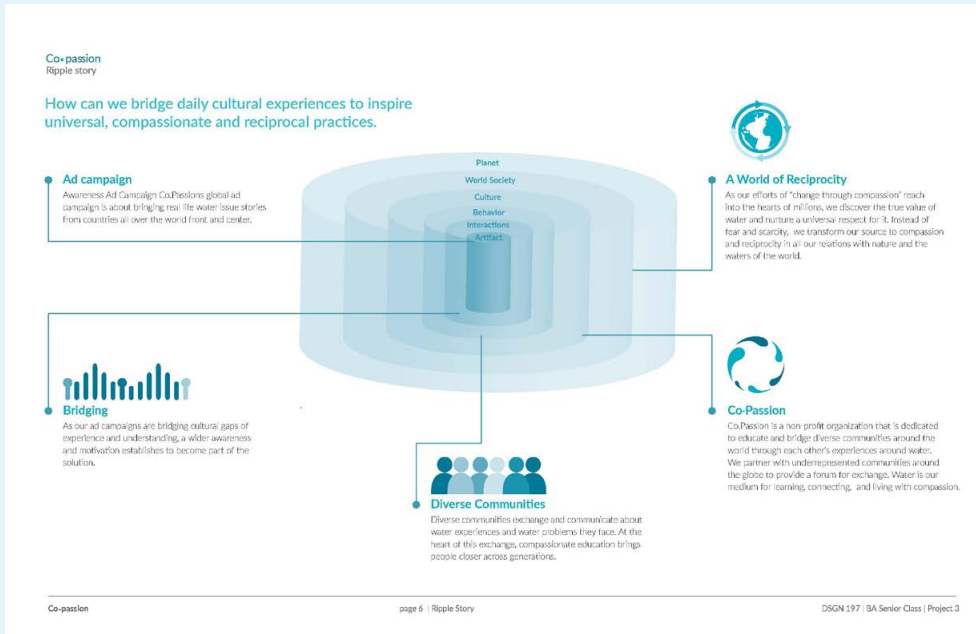 Co•passion
Ripple story
How can we bridge daily cultural experiences to inspire
universal, compassionate and reciprocal practices.
Ad campaign
Awareness Ad Campaign Co.Passions global ad
campaign is about bringing real life water issue stories
from countries all over the world front and center.
Planet
World Society
Culture
Behavior
Interactions
Artifact
A World of Reciprocity
As our efforts of "change through compassion" reach
into the hearts of millions, we discover the true value of
water and nurture a universal respect for it. Instead of
fear and scarcity, we transform our source to compassion
and reciprocity in all our relations with nature and the
waters of the world.
Bridging
As our ad campaigns are bridging cultural gaps of
experience and understanding, a wider awareness
and motivation establishes to become part of the
solution.
Diverse Communities
Diverse communities exchange and communicate about
water experiences and water problems they face. At the
heart of this exchange, compassionate education brings
people closer across generations.
Co-Passion
Co.Passion is a non-profit organization that is dedicated
to educate and bridge diverse communities around the
world through each other's experiences around water.
We partner with underrepresented communities around
the globe to provide a forum for exchange. Water is our
medium for learning, connecting, and living with compassion.
Co-passion
page 6 | Ripple Story
DSGN 197 | BA Senior Class | Project 3